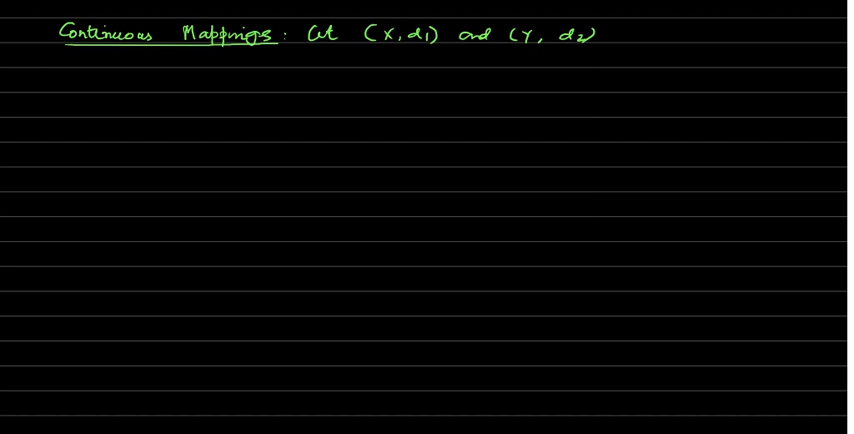 Continuous Mappings : Let (X, d₁) and (Y, d₂)